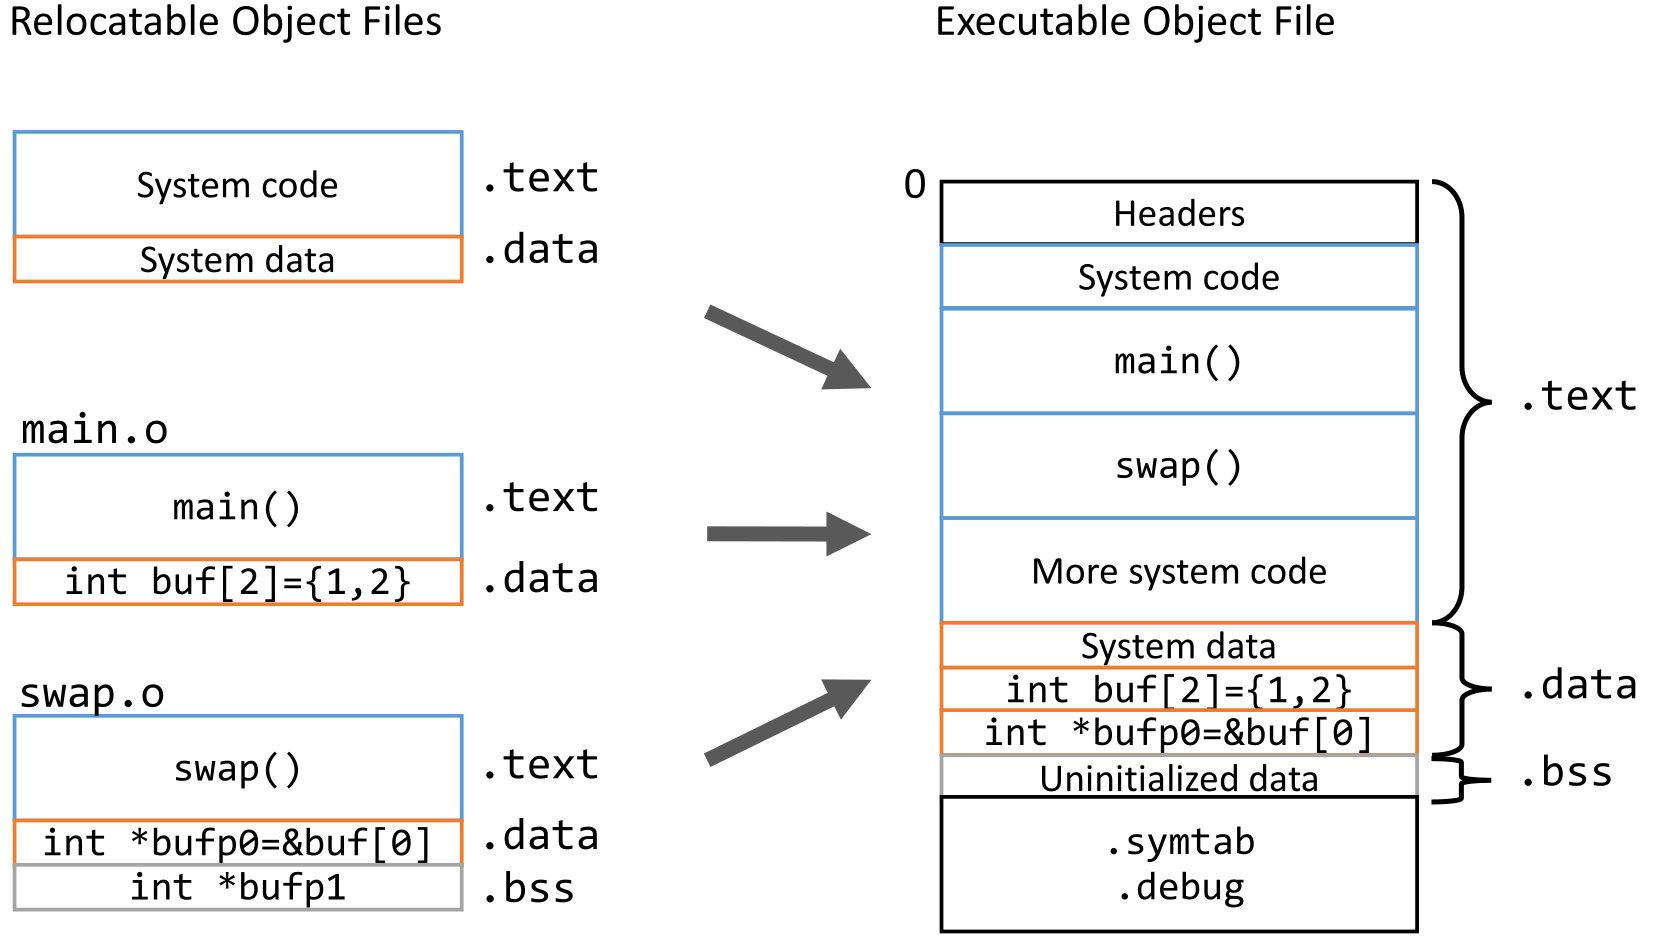 Relocatable Object Files
System code
.text
System data
.data
main.o
main()
.text
int buf[2]={1,2}
.data
swap.o
swap()
.text
int *bufp0=&buf[0]
.data
int *bufp1
.bss
Executable Object File
0
Headers
System code
main()
swap()
More system code
.text
System data
int buf[2]={1,2}
int *bufp0=&buf[0]
.data
Uninitialized data
.bss
.symtab
.debug